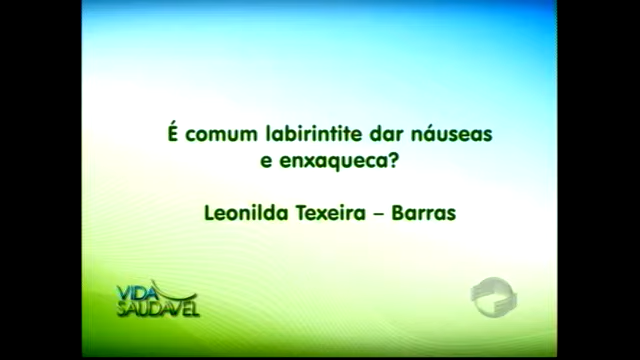 É comum labirintite dar náuseas
e enxaqueca?
Leonilda Texeira – Barras
VIDA
SAUDÁVEL